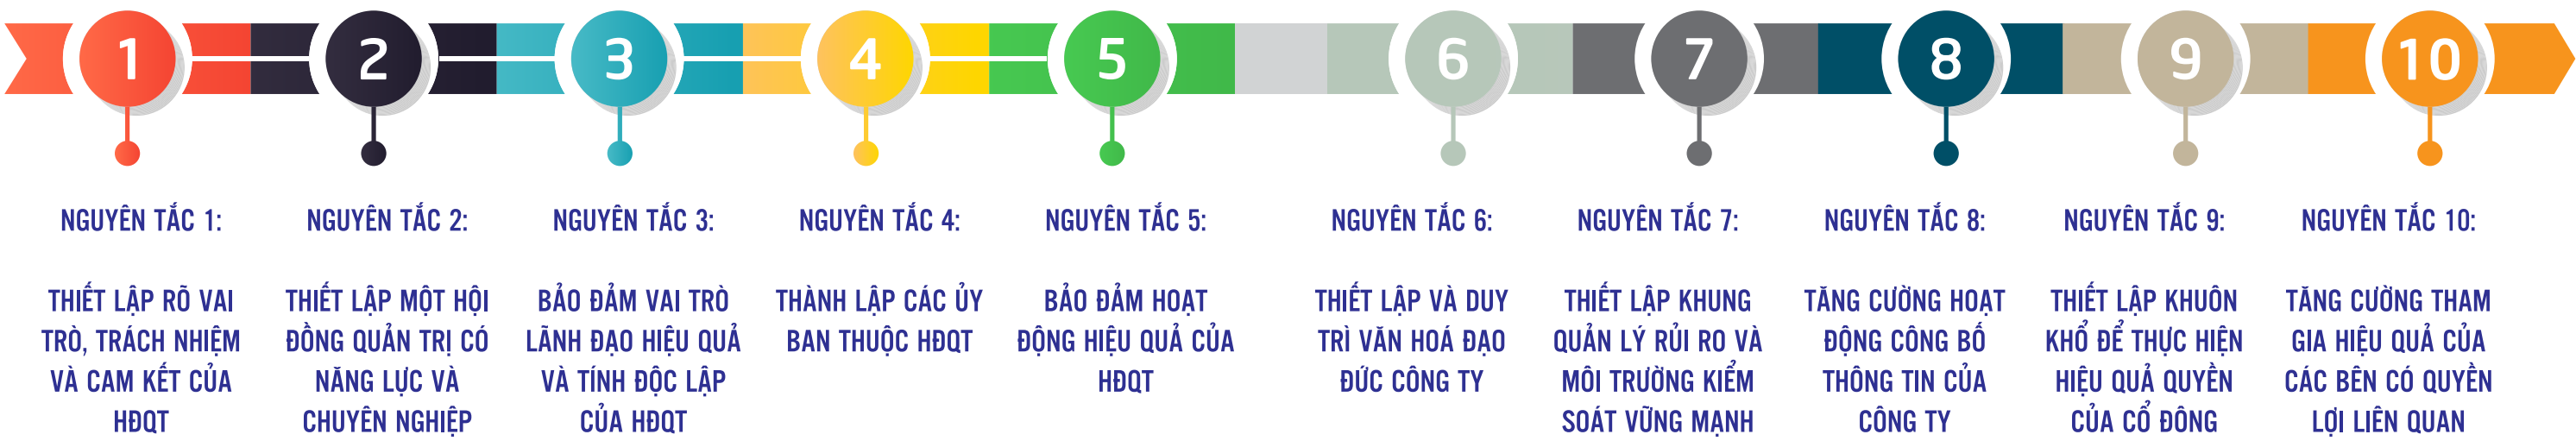 1
2
3
4
5
6
7
8
9
10
NGUYÊN TẮC 1:
THIẾT LẬP RÕ VAI
TRÒ, TRÁCH NHIỆM
VÀ CAM KẾT CỦA
HĐQT
NGUYÊN TẮC 2:
THIẾT LẬP MỘT HỘI
ĐỒNG QUẢN TRỊ CÓ
NĂNG LỰC VÀ
CHUYÊN NGHIỆP
NGUYÊN TẮC 3:
BẢO ĐẢM VAI TRÒ
LÃNH ĐẠO HIỆU QUẢ
VÀ TÍNH ĐỘC LẬP
CỦA HĐQT
NGUYÊN TẮC 4:
THÀNH LẬP CÁC ỦY
BAN THUỘC HĐQT
NGUYÊN TẮC 5:
BẢO ĐẢM HOẠT
ĐỘNG HIỆU QUẢ CỦA
HĐQT
NGUYÊN TẮC 6:
THIẾT LẬP VÀ DUY
TRÌ VĂN HOÁ ĐẠO
ĐỨC CÔNG TY
NGUYÊN TẮC 7:
THIẾT LẬP KHUNG
QUẢN LÝ RỦI RO VÀ
MÔI TRƯỜNG KIỂM
SOÁT VỮNG MẠNH
NGUYÊN TẮC 8:
TĂNG CƯỜNG HOẠT
ĐỘNG CÔNG BỐ
THÔNG TIN CỦA
CÔNG TY
NGUYÊN TẮC 9:
THIẾT LẬP KHUÔN
KHỔ ĐỂ THỰC HIỆN
HIỆU QUẢ QUYỀN
CỦA CỔ ĐÔNG
NGUYÊN TẮC 10:
TĂNG CƯỜNG THAM
GIA HIỆU QUẢ CỦA
CÁC BÊN CÓ QUYỀN
LỢI LIÊN QUAN